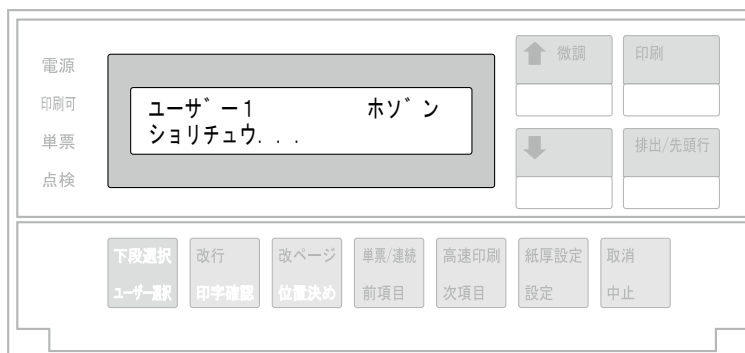 電源
印刷可
単票
点検
ユーザー1 ホゾン
ショリチュウ...
微調
印刷
排出/先頭行
下段選択
ユーザー選択
改行
印字確認
改ページ
位置決め
単票/連続
前項目
高速印刷
次項目
紙厚設定
設定
取消
中止